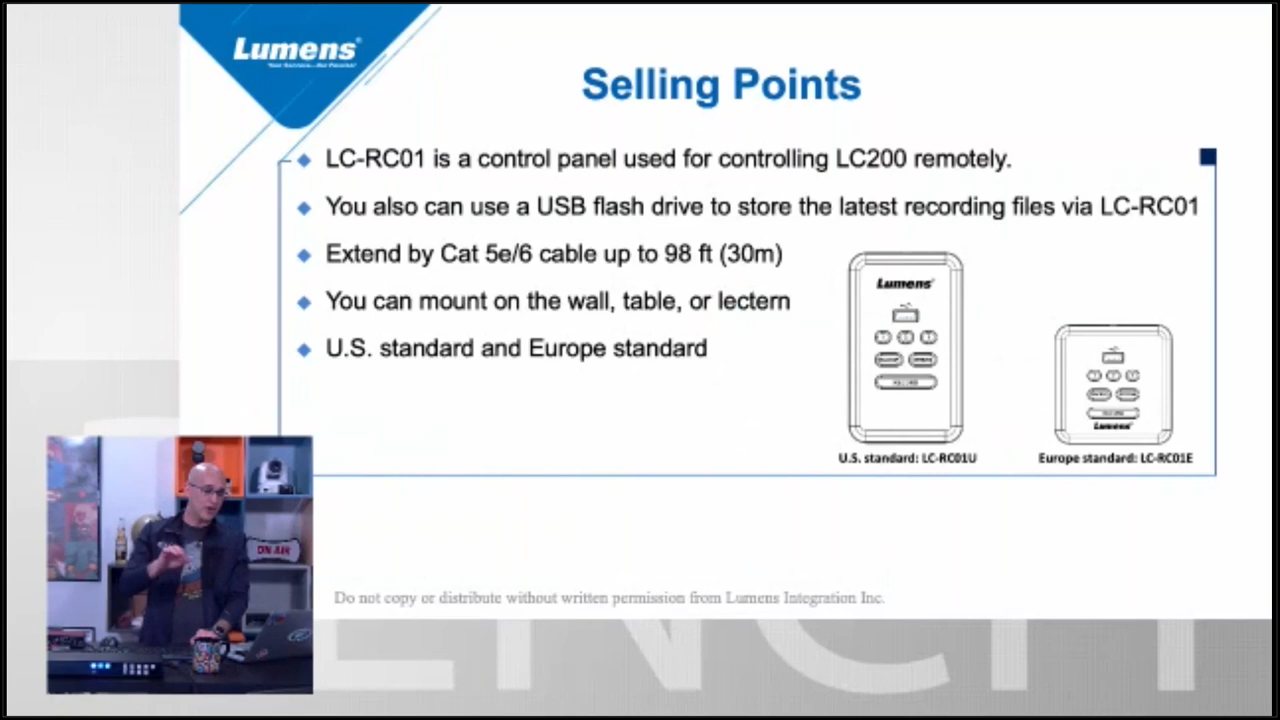 Lumens
Selling Points
LC-RC01 is a control panel used for controlling LC200 remotely.
You also can use a USB flash drive to store the latest recording files via LC-RC01
Extend by Cat 5e/6 cable up to 98 ft (30m)
You can mount on the wall, table, or lectern
U.S. standard and Europe standard
Lumens
Lumens
U.S. standard: LC-RC01U
Europe standard: LC-RC01E
ON AIR
Do not copy or distribute without written permission from Lumens Integration Inc.